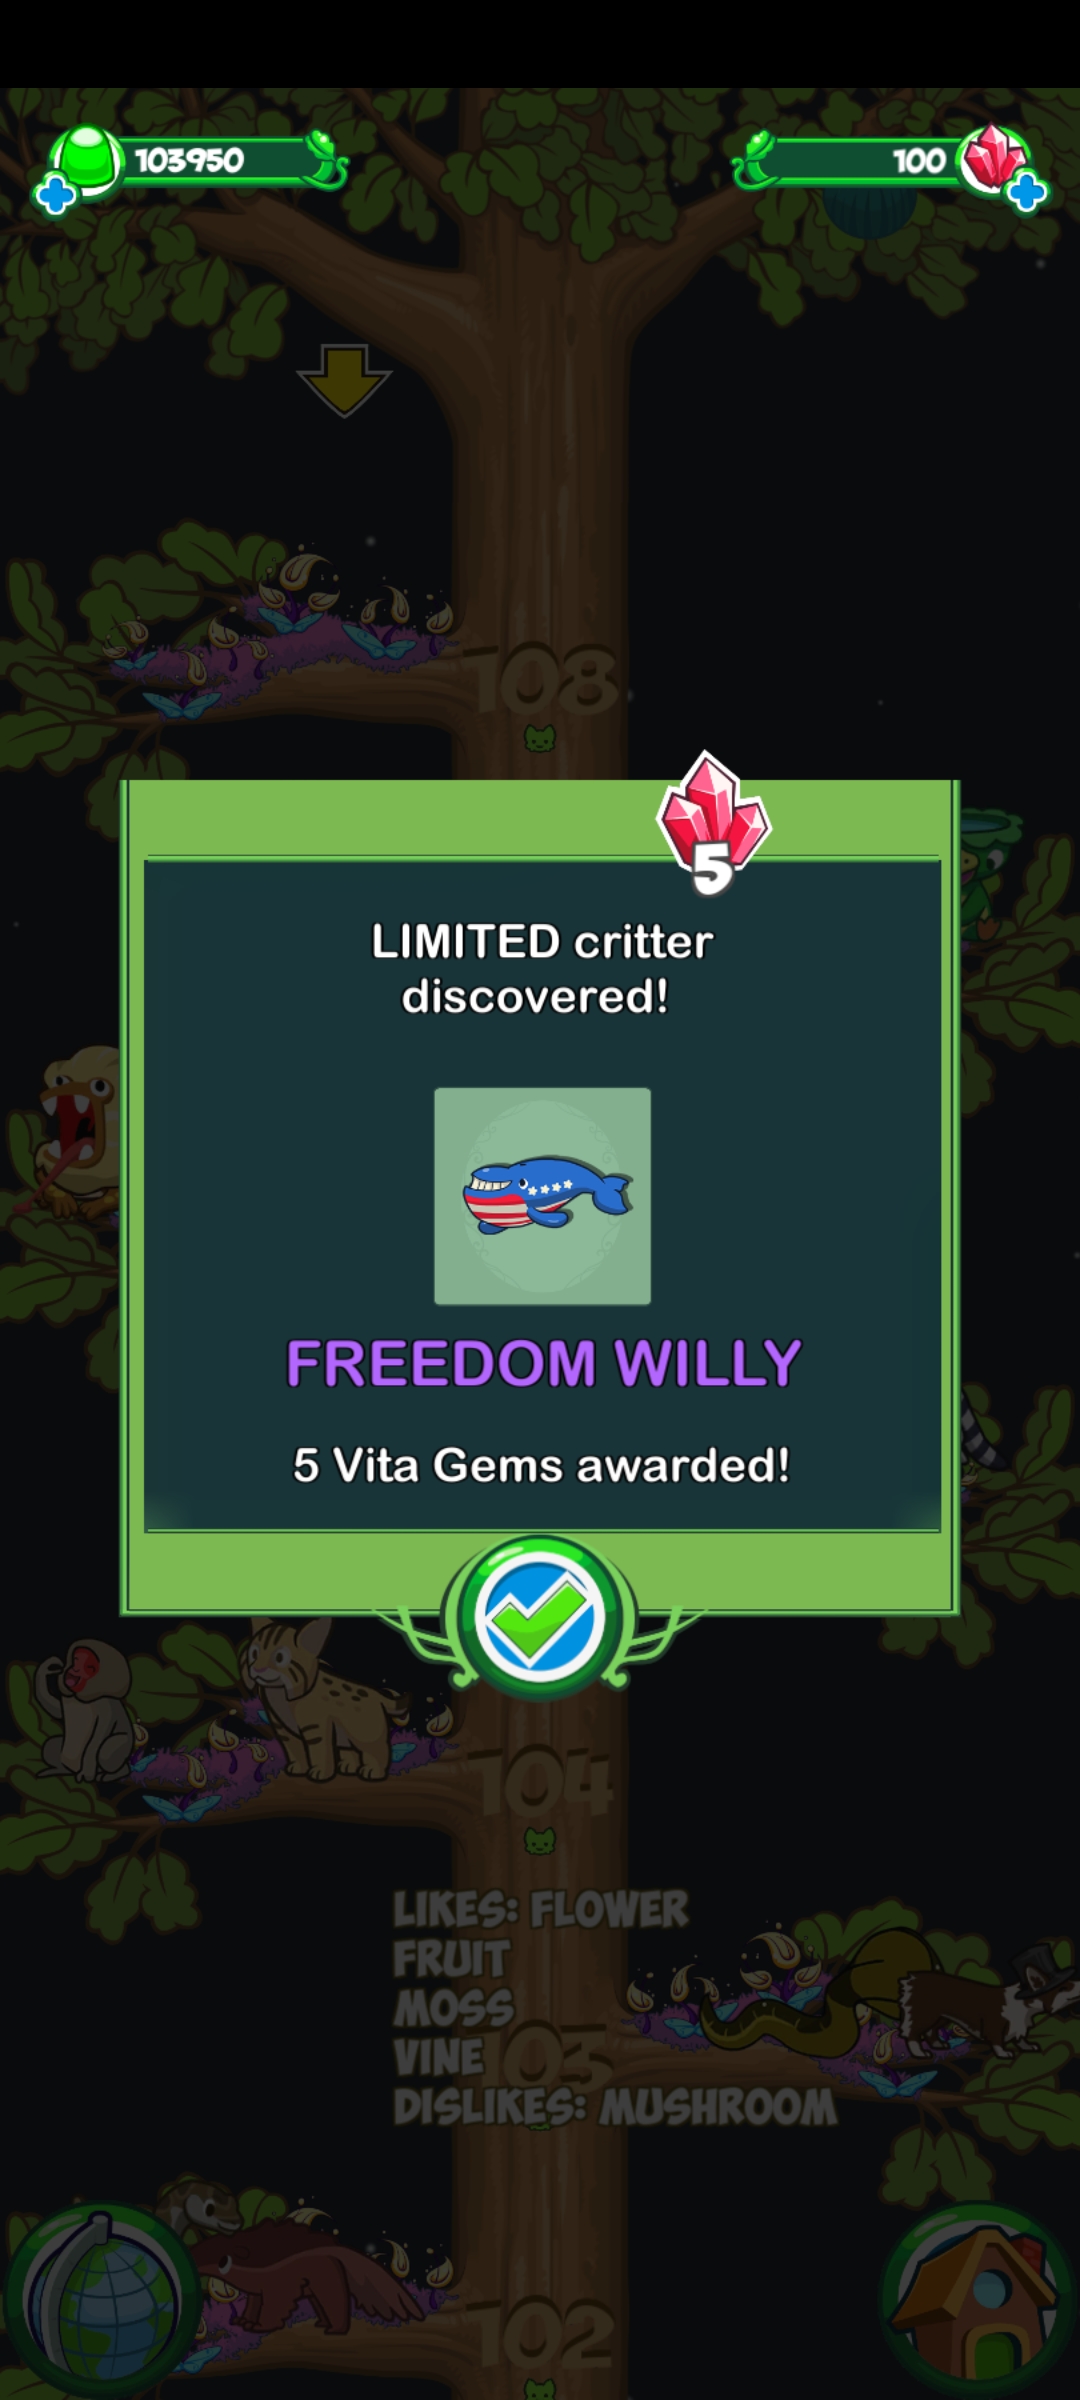 103950
100
108
5
LIMITED critter
discovered!
FREEDOM WILLY
5 Vita Gems awarded!
104
LIKES: FLOWER
FRUIT
MOSS
VINE
103
DISLIKES: MUSHROOM
102